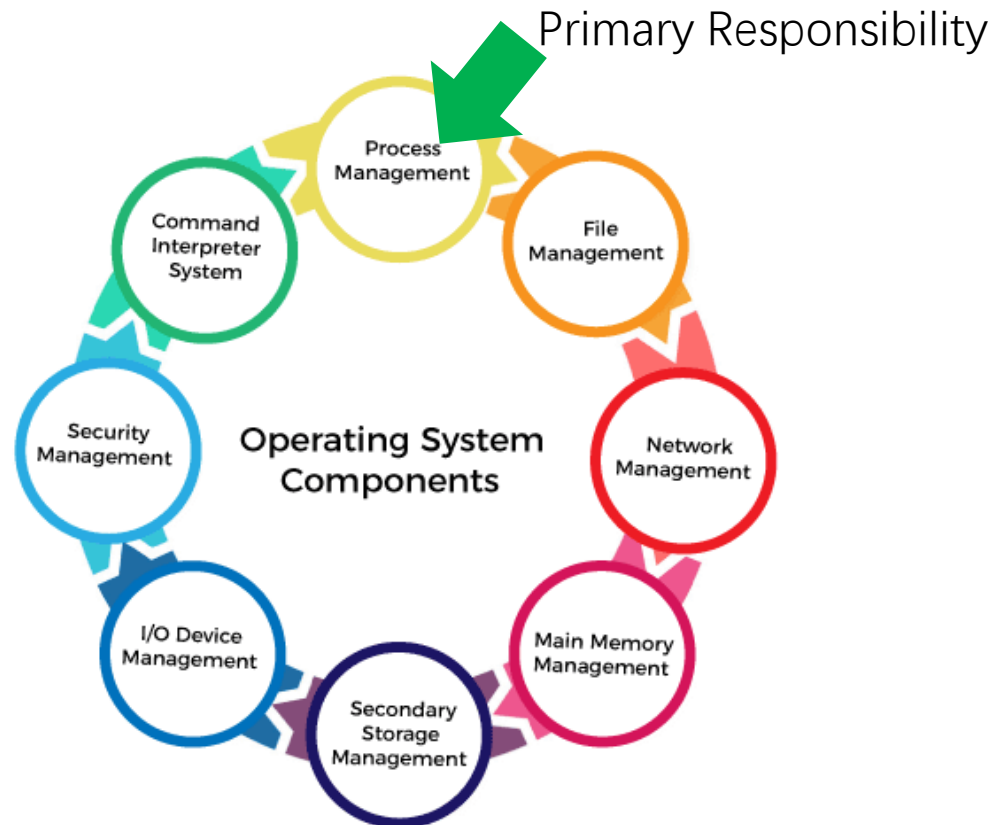 Primary Responsibility
Process
Management
File
Management
Network
Management
Main Memory
Management
Secondary
Storage
Management
I/O Device
Management
Security
Management
Command
Interpreter
System
Operating System
Components